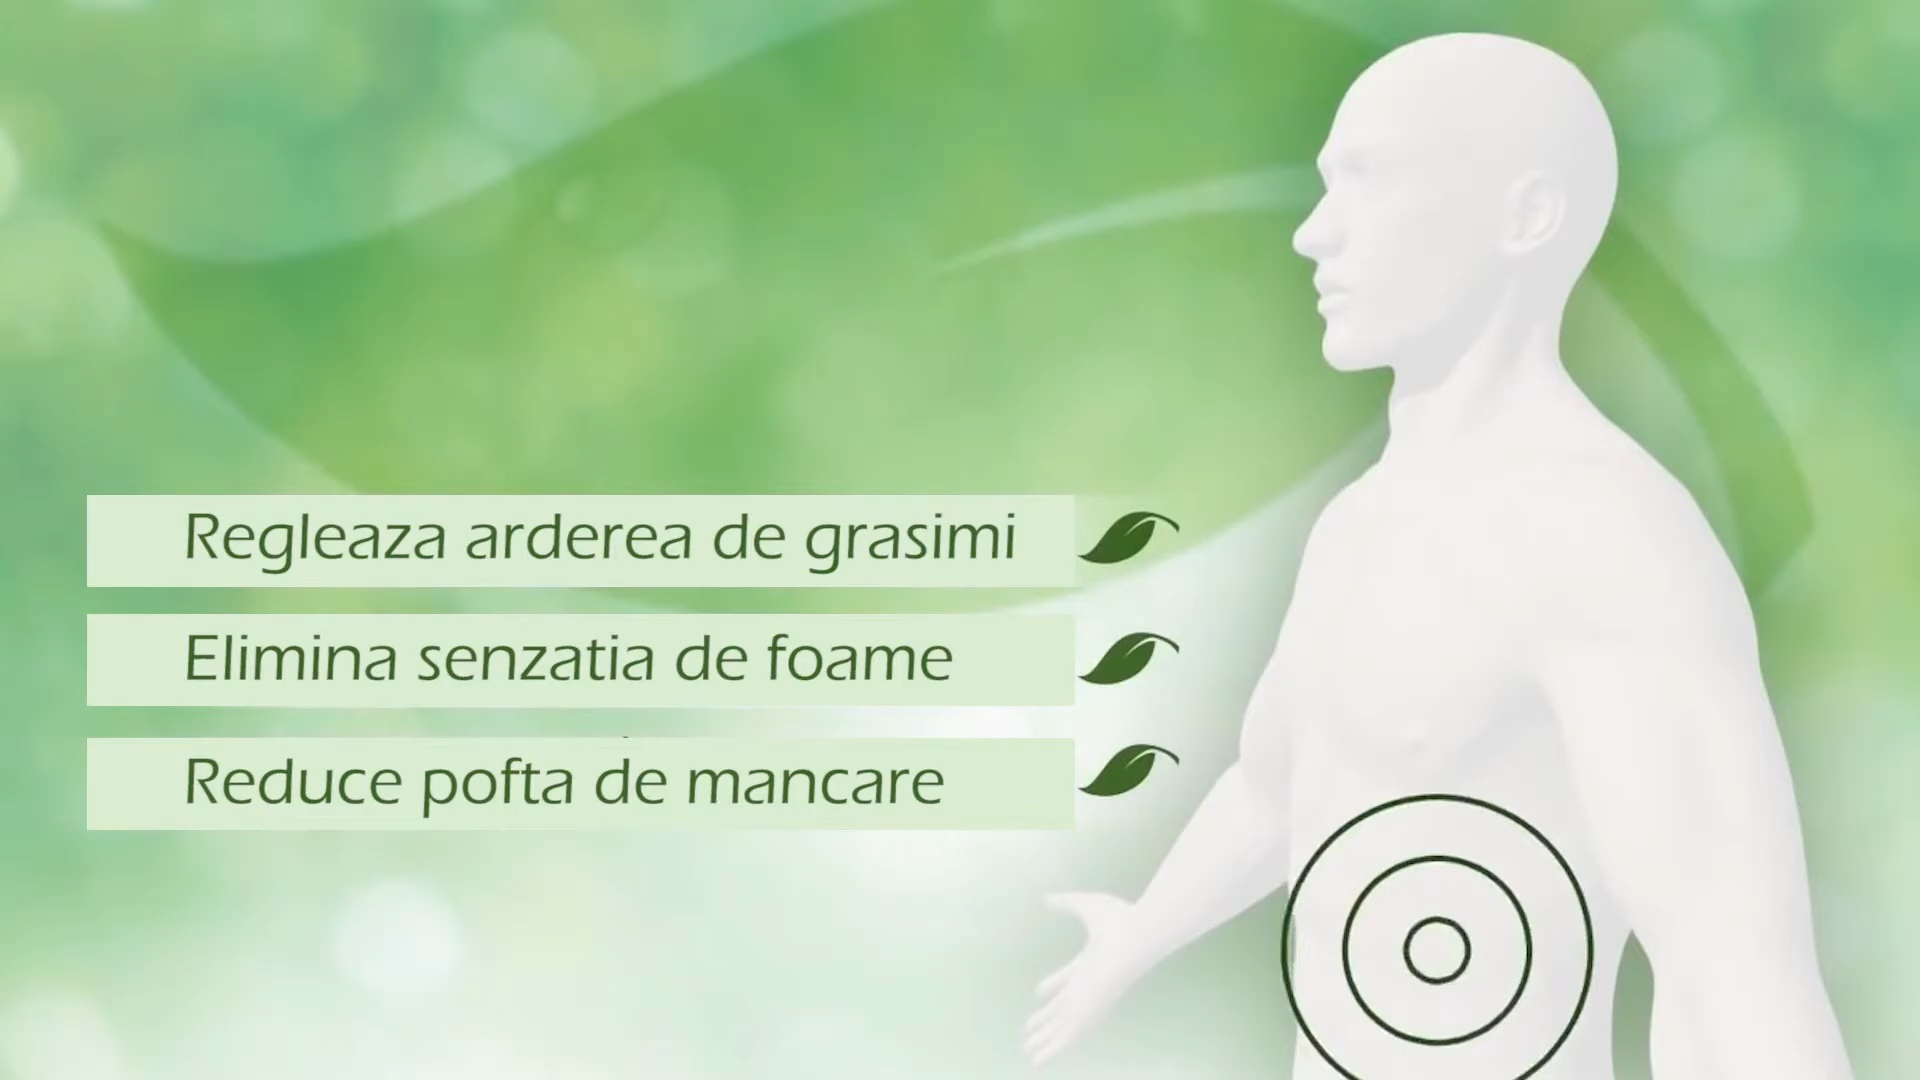 Regleaza arderea de grasimi
Elimina senzatia de foame
Reduce pofta de mancare